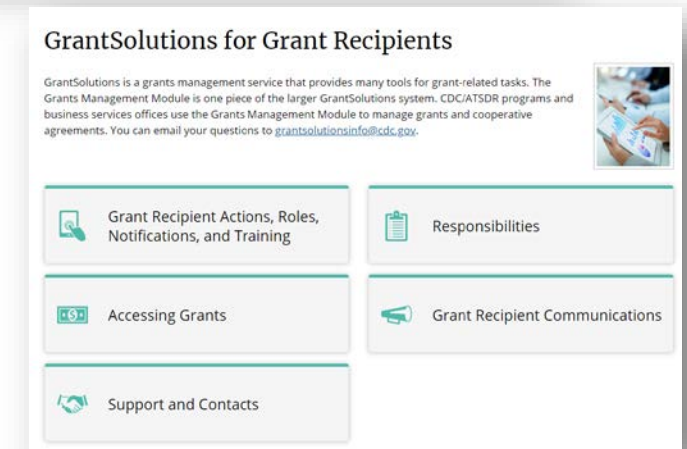 GrantSolutions for Grant Recipients
GrantSolutions is a grants management service that provides many tools for grant-related tasks. The
Grants Management Module is one piece of the larger GrantSolutions system. CDC/ATSDR programs and
business services offices use the Grants Management Module to manage grants and cooperative
agreements. You can email your questions to grantsolutionsinfo@cdc.gov.
Grant Recipient Actions, Roles,
Notifications, and Training
Responsibilities
Accessing Grants
Grant Recipient Communications
Support and Contacts